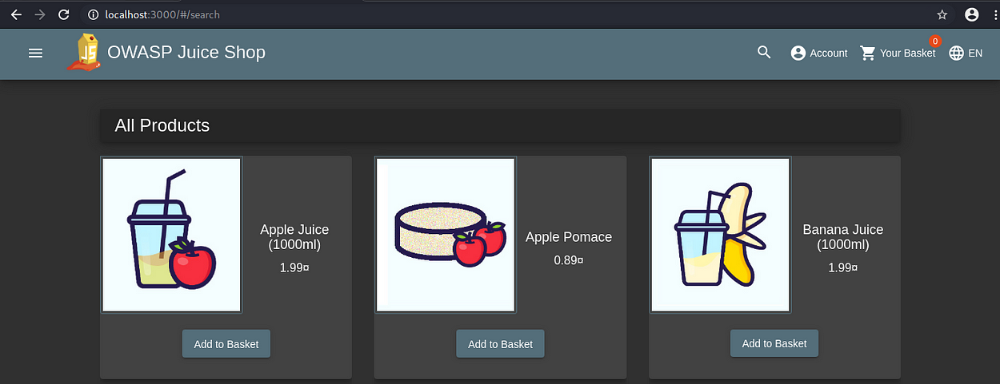 localhost:3000/#/search
JS
OWASP Juice Shop
Account
Your Basket
0
EN
All Products
Apple Juice
(1000ml)
1.99¤
Add to Basket
Apple Pomace
0.89¤
Add to Basket
Banana Juice
(1000ml)
1.99¤
Add to Basket